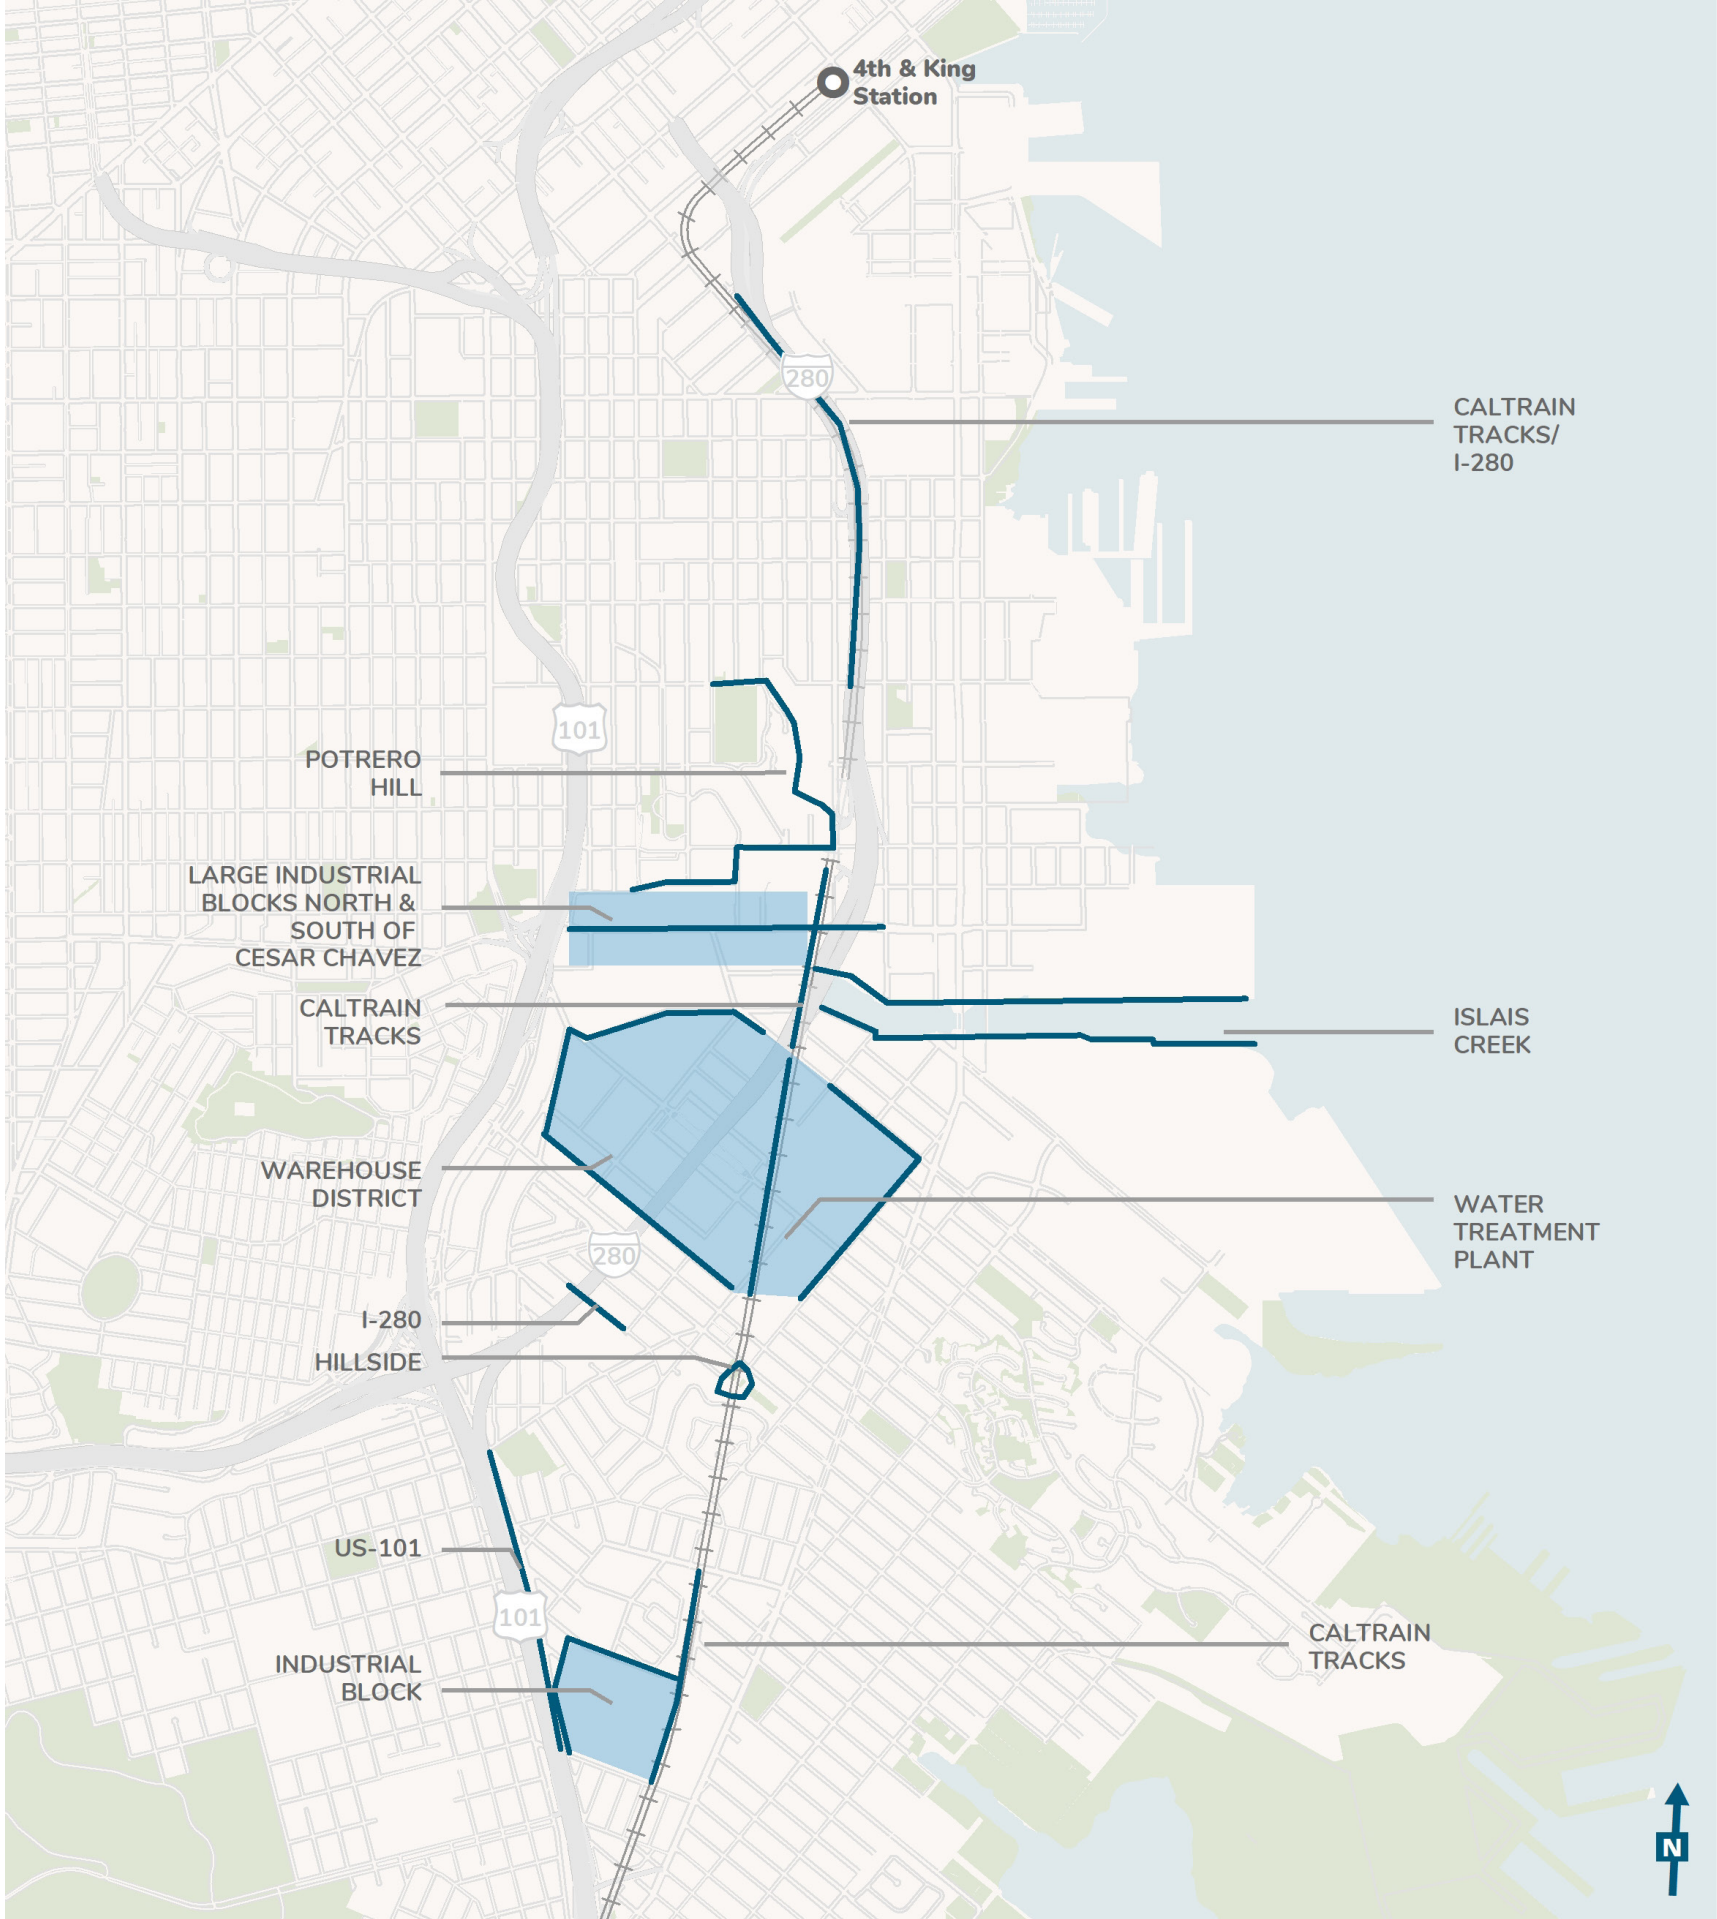 4th & King
Station
280
CALTRAIN
TRACKS/
I-280
101
POTRERO
HILL
LARGE INDUSTRIAL
BLOCKS NORTH &
SOUTH OF
CESAR CHAVEZ
CALTRAIN
TRACKS
ISLAIS
CREEK
WAREHOUSE
DISTRICT
WATER
TREATMENT
PLANT
280
I-280
HILLSIDE
US-101
101
CALTRAIN
TRACKS
INDUSTRIAL
BLOCK
N